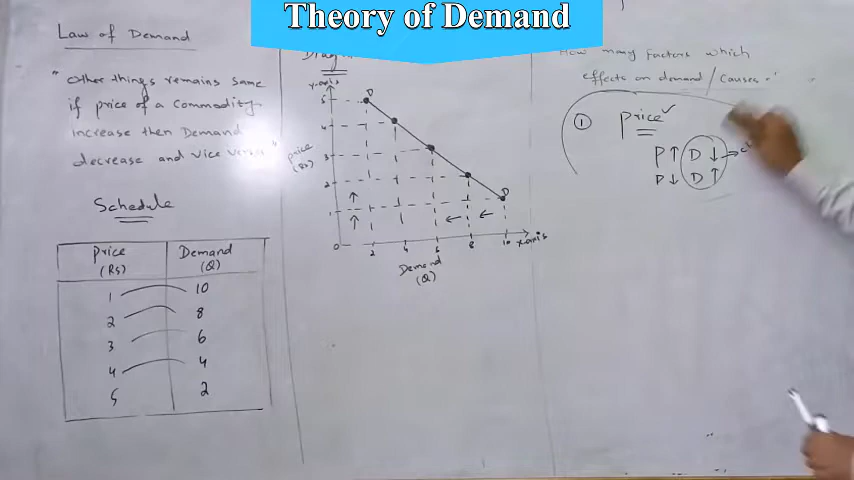 Theory of Demand
Law of Demand
"Other things remains same
if price of a Commodity
increase then Demand
decrease and vice versa"
Schedule
Price Demand
(Rs) (Q)
1 10
2 8
3 6
4 4
5 2
y-axis
D
5
4
3
2
1
0
Price
(Rs)
D
2 4 6 8 10 x-axis
Demand
(Q)
How many factors which
effects on demand / Causes
① Price ✓
P↑ D↓ →
P↓ D↑